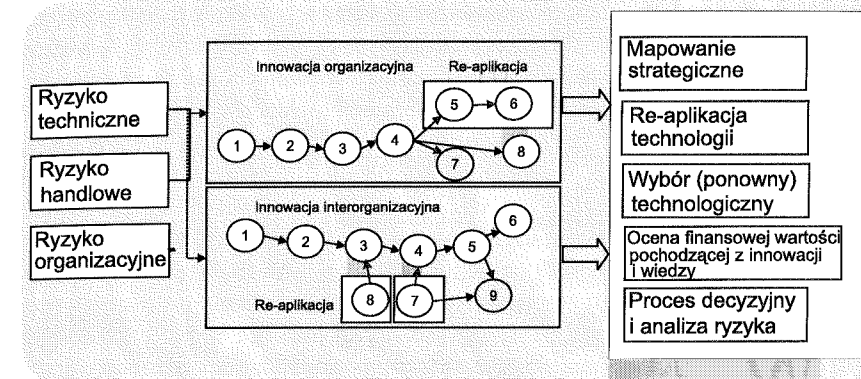 Ryzyko
techniczne
Ryzyko
handlowe
Ryzyko
organizacyjne
Innowacja organizacyjna
Re-aplikacja
1
2
3
4
5
6
7
8
Innowacja interorganizacyjna
1
2
3
4
5
6
Re-aplikacja
8
7
9
Mapowanie
strategiczne
Re-aplikacja
technologii
Wybór (ponowny)
technologiczny
Ocena finansowej wartości
pochodzącej z innowacji
i wiedzy
Proces decyzyjny
i analiza ryzyka